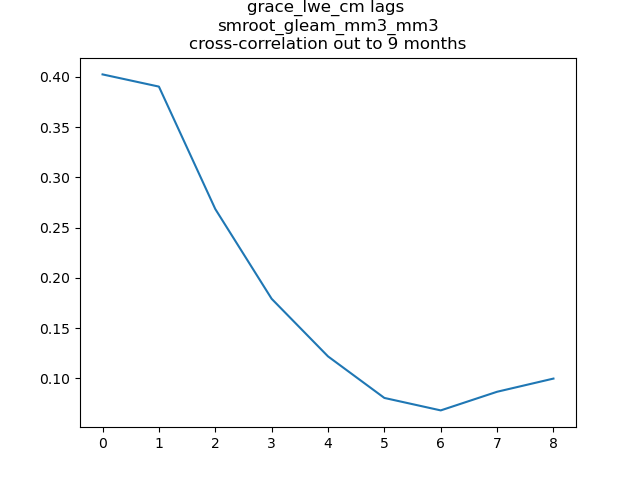 grace_lwe_cm lags
smroot_gleam_mm3_mm3
cross-correlation out to 9 months
0.40
0.35
0.30
0.25
0.20
0.15
0.10
0 1 2 3 4 5 6 7 8